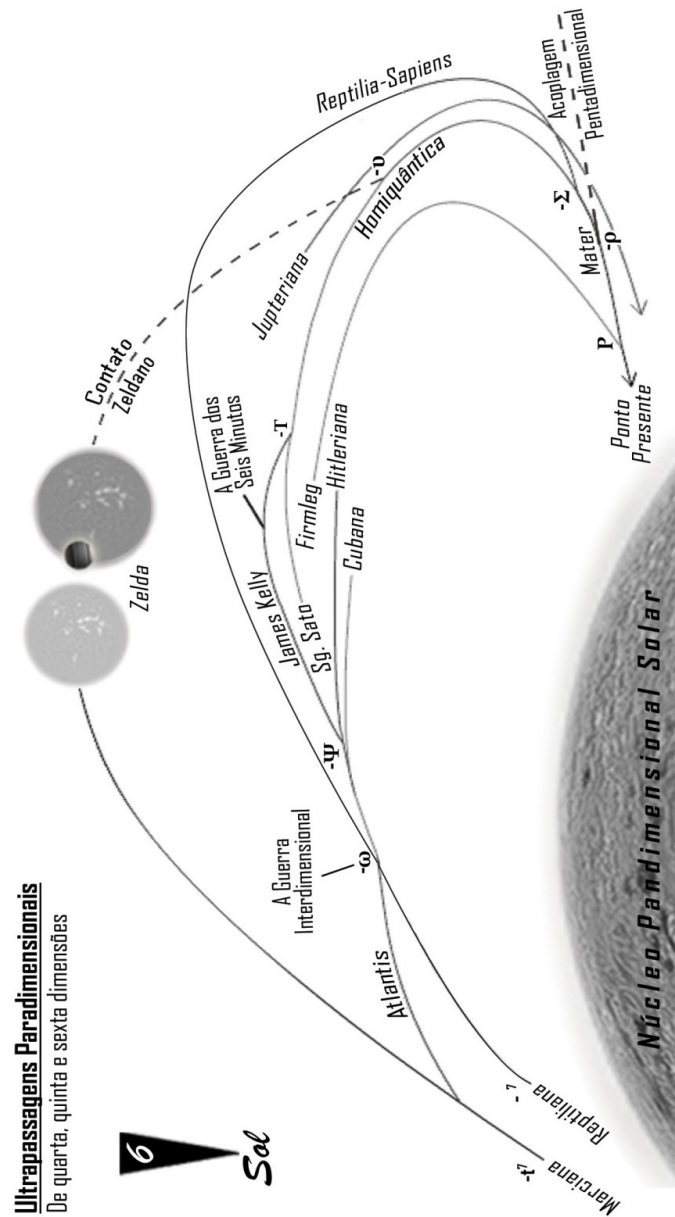 Ultrapassagens Paradimensionais
De quarta, quinta e sexta dimensões
6
Sol
Zelda
Contato
Zeldano
Reptilia-Sapiens
Jupteriana
-υ
Homiquântica
A Guerra dos
Seis Minutos
-T
James Kelly
Sg. Sato
Firmleg
Hitleriana
Cubana
-Ψ
A Guerra
Interdimensional
-ω
Atlantis
-t⁷
Marciana
- ⁷
Reptiliana
Acoplagem
Pentadimensional
-Σ
Mater
-ρ
P
Ponto
Presente
Núcleo Pandimensional Solar